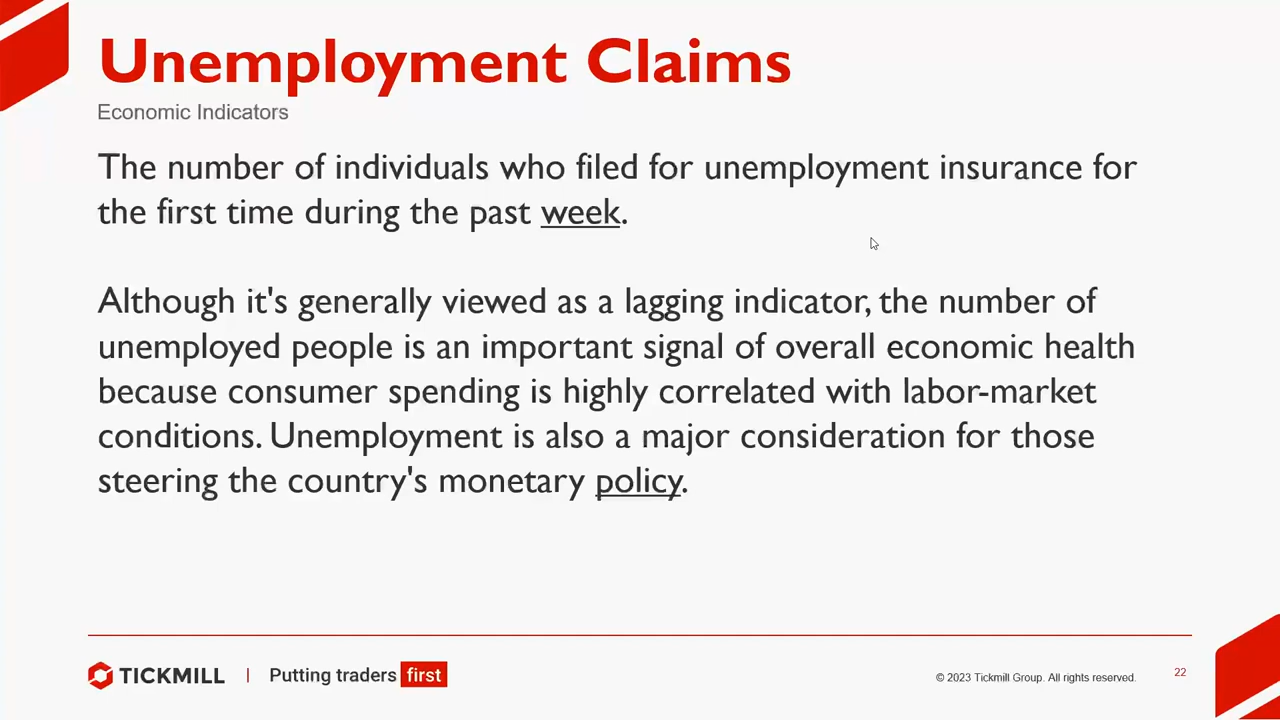 Unemployment Claims
Economic Indicators
The number of individuals who filed for unemployment insurance for
the first time during the past week.
Although it's generally viewed as a lagging indicator, the number of
unemployed people is an important signal of overall economic health
because consumer spending is highly correlated with labor-market
conditions. Unemployment is also a major consideration for those
steering the country's monetary policy.
TICKMILL | Putting traders first
© 2023 Tickmill Group. All rights reserved.
22